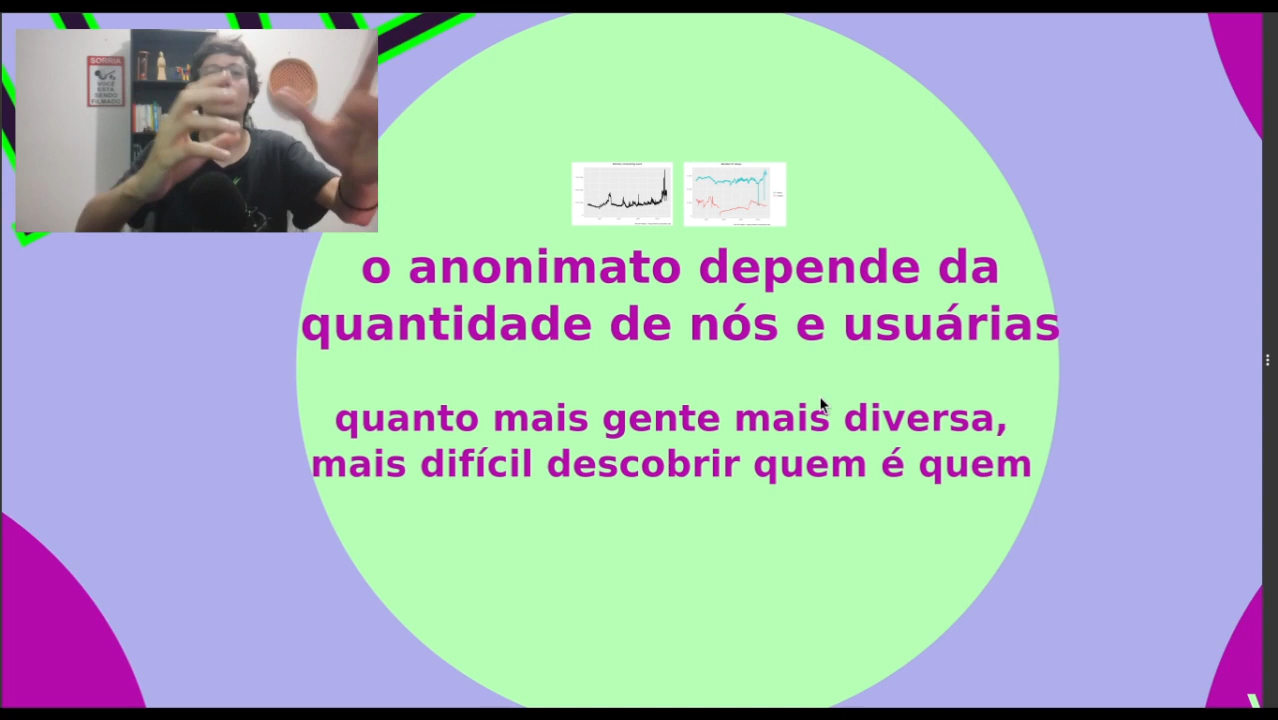 SORRIA
VOCÊ
ESTÁ
SENDO
FILMADO
o anonimato depende da
quantidade de nós e usuárias
quanto mais gente mais diversa,
mais difícil descobrir quem é quem